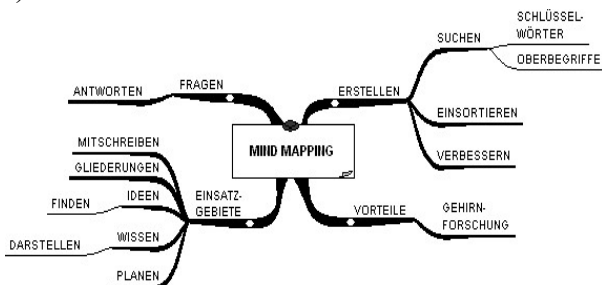 SCHLÜSSEL-
WÖRTER
SUCHEN
OBERBEGRIFFE
ANTWORTEN
FRAGEN
ERSTELLEN
EINSORTIEREN
MITSCHREIBEN
MIND MAPPING
VERBESSERN
GLIEDERUNGEN
IDEEN
FINDEN
EINSATZ-
GEBIETE
VORTEILE
GEHIRN-
FORSCHUNG
WISSEN
DARSTELLEN
PLANEN